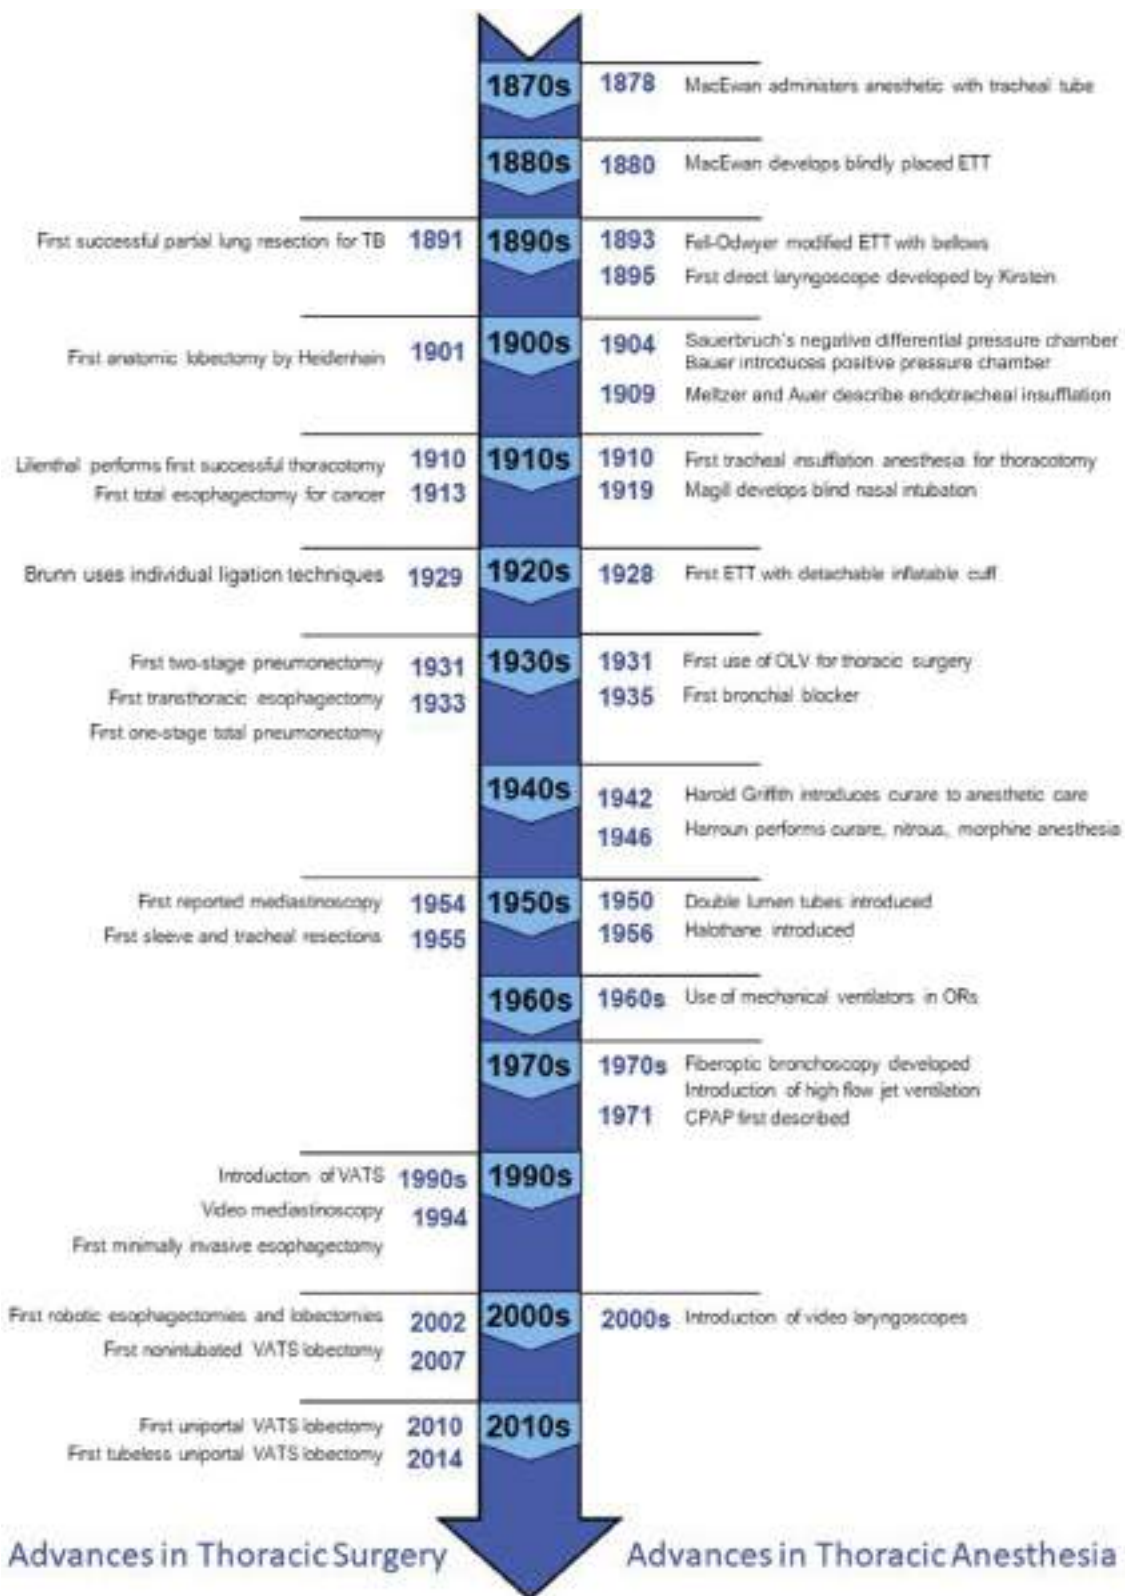 1870s
1878 MacEwan administers anesthetic with tracheal tube
1880s
1880 MacEwan develops blindly placed ETT
First successful partial lung resection for TB 1891
1890s
1893 Fell-Odwyer modified ETT with bellows
1895 First direct laryngoscope developed by Kirstein
First anatomic lobectomy by Heidenhain 1901
1900s
1904 Sauerbruch's negative differential pressure chamber
Bauer introduces positive pressure chamber
1909 Meltzer and Auer describe endotracheal insufflation
Lilenthal performs first successful thoracotomy 1910
First total esophagectomy for cancer 1913
1910s
1910 First tracheal insufflation anesthesia for thoracotomy
1919 Magill develops blind nasal intubation
Brunn uses individual ligation techniques 1929
1920s
1928 First ETT with detachable inflatable cuff
First two-stage pneumonectomy 1931
First transthoracic esophagectomy 1933
First one-stage total pneumonectomy
1930s
1931 First use of OLV for thoracic surgery
1935 First bronchial blocker
1940s
1942 Harold Griffith introduces curare to anesthetic care
1946 Harroun performs curare, nitrous, morphine anesthesia
First reported mediastinoscopy 1954
First sleeve and tracheal resections 1955
1950s
1950 Double lumen tubes introduced
1956 Halothane introduced
1960s
1960s Use of mechanical ventilators in ORs
1970s
1970s Fiberoptic bronchoscopy developed
Introduction of high flow jet ventilation
1971 CPAP first described
Introduction of VATS 1990s
Video mediastinoscopy 1994
First minimally invasive esophagectomy
1990s
First robotic esophagectomies and lobectomies 2002
First nonintubated VATS lobectomy 2007
2000s
2000s Introduction of video laryngoscopes
First uniportal VATS lobectomy 2010
First tubeless uniportal VATS lobectomy 2014
2010s
Advances in Thoracic Surgery
Advances in Thoracic Anesthesia